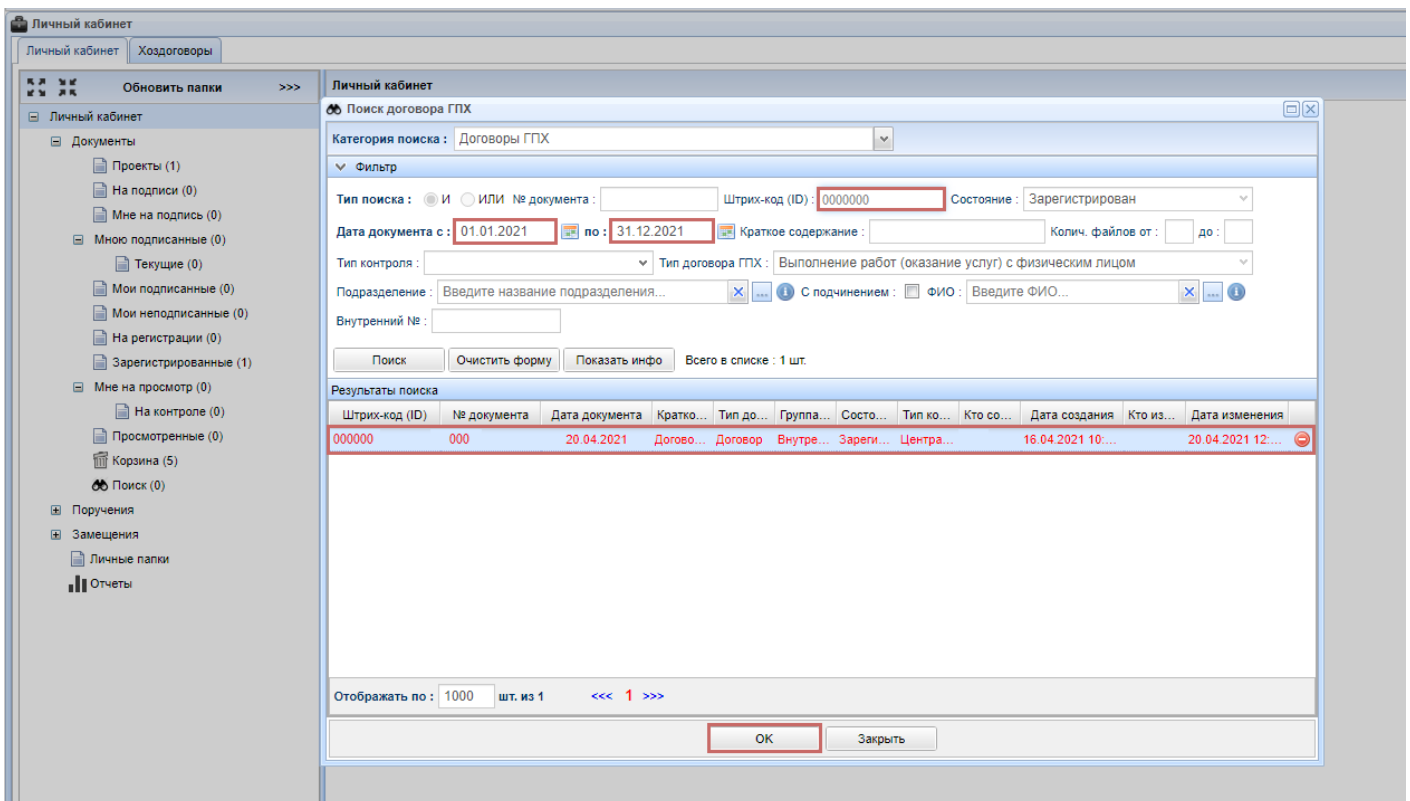 Личный кабинет
Личный кабинет Хоздоговоры
Обновить папки >>>
Личный кабинет
Документы
Проекты (1)
На подписи (0)
Мне на подпись (0)
Мною подписанные (0)
Текущие (0)
Мои подписанные (0)
Мои неподписанные (0)
На регистрации (0)
Зарегистрированные (1)
Мне на просмотр (0)
На контроле (0)
Просмотренные (0)
Корзина (5)
Поиск (0)
Поручения
Замещения
Личные папки
Отчеты
Личный кабинет
Поиск договора ГПХ
Категория поиска : Договоры ГПХ
Фильтр
Тип поиска : И ИЛИ № документа : Штрих-код (ID) : 0000000 Состояние : Зарегистрирован
Дата документа с : 01.01.2021 по : 31.12.2021 Краткое содержание : Колич. файлов от : до :
Тип контроля : Тип договора ГПХ : Выполнение работ (оказание услуг) с физическим лицом
Подразделение : Введите название подразделения... ... С подчинением : ФИО : Введите ФИО... ...
Внутренний № :
Поиск Очистить форму Показать инфо Всего в списке : 1 шт.
Результаты поиска
Штрих-код (ID) № документа Дата документа Кратко... Тип до... Группа... Состо... Тип ко... Кто со... Дата создания Кто из... Дата изменения
000000 000 20.04.2021 Догово... Договор Внутре... Зареги... Центра... 16.04.2021 10:... 20.04.2021 12:...
Отображать по : 1000 шт. из 1 <<< 1 >>>
OK Закрыть